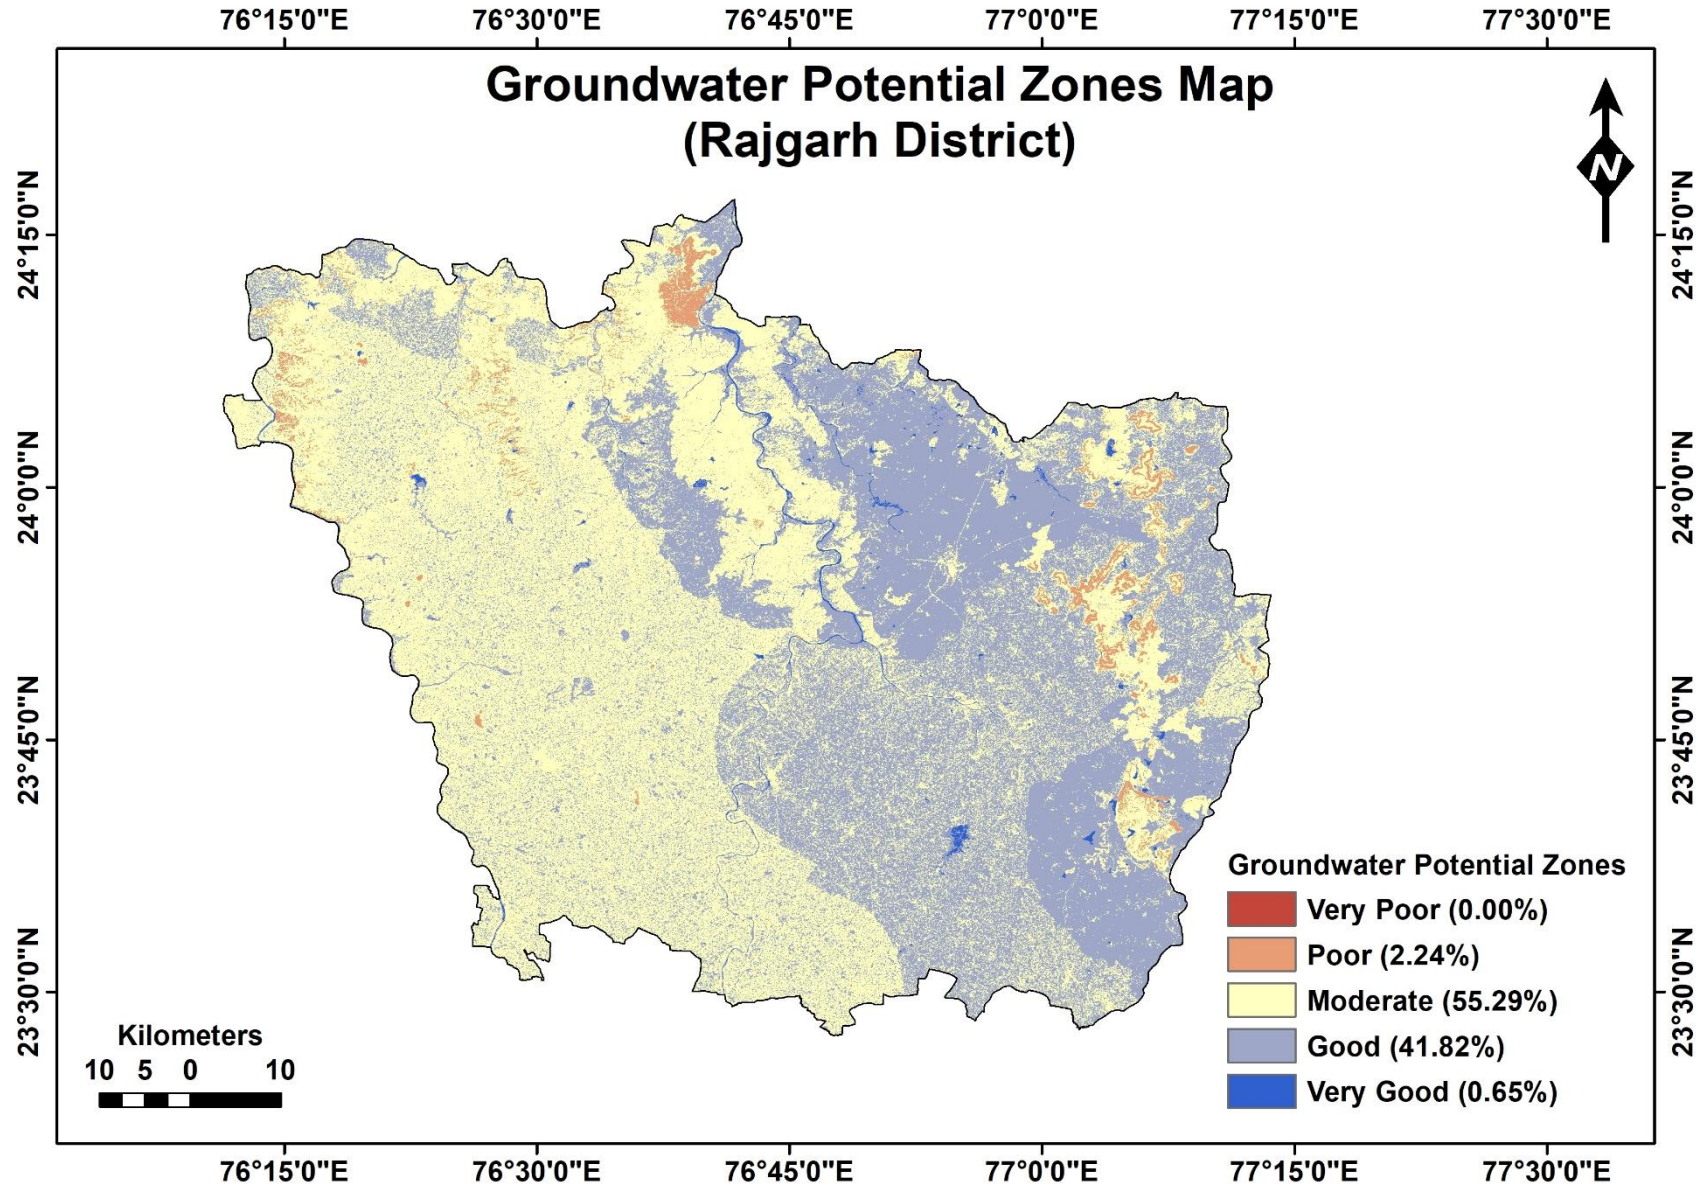 76°15'0"E 76°30'0"E 76°45'0"E 77°0'0"E 77°15'0"E 77°30'0"E
Groundwater Potential Zones Map
(Rajgarh District)
N
24°15'0"N
24°0'0"N
23°45'0"N
23°30'0"N
24°15'0"N
24°0'0"N
23°45'0"N
23°30'0"N
Kilometers
10 5 0 10
Groundwater Potential Zones
Very Poor (0.00%)
Poor (2.24%)
Moderate (55.29%)
Good (41.82%)
Very Good (0.65%)
76°15'0"E 76°30'0"E 76°45'0"E 77°0'0"E 77°15'0"E 77°30'0"E